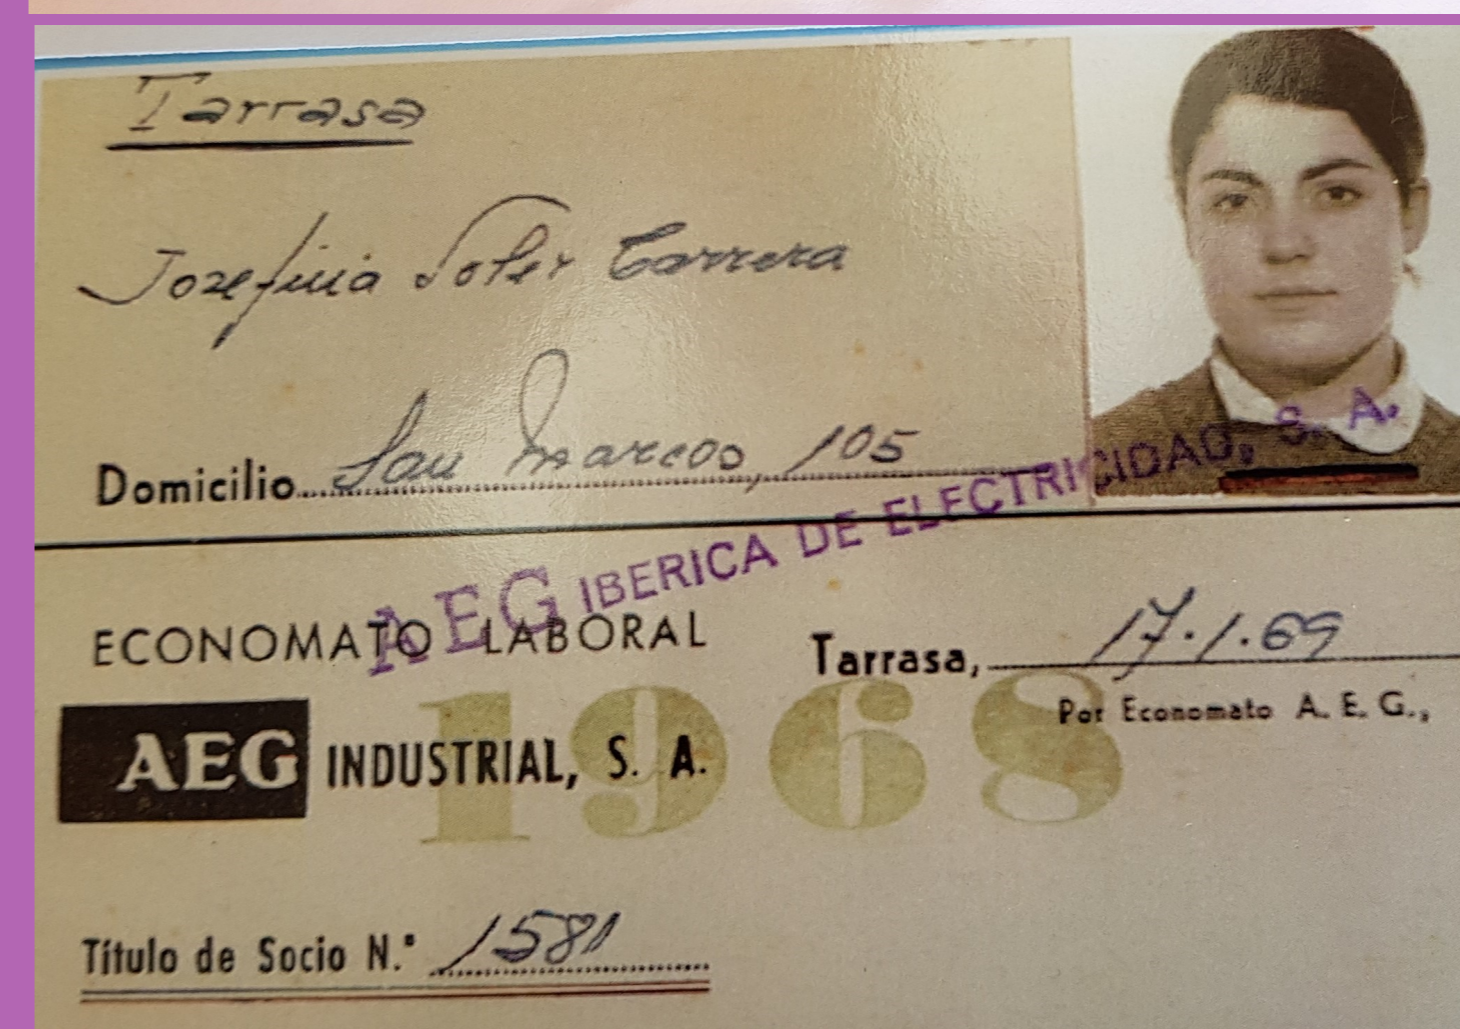 Tarrasa
Josefina Soler Carrera
Domicilio San Marcos, 105
AEG IBERICA DE ELECTRICIDAD, S. A.
ECONOMATO LABORAL
Tarrasa, 17.1.69
Por Economato A. E. G.,
AEG INDUSTRIAL, S. A.
1968
Título de Socio N.º 1581